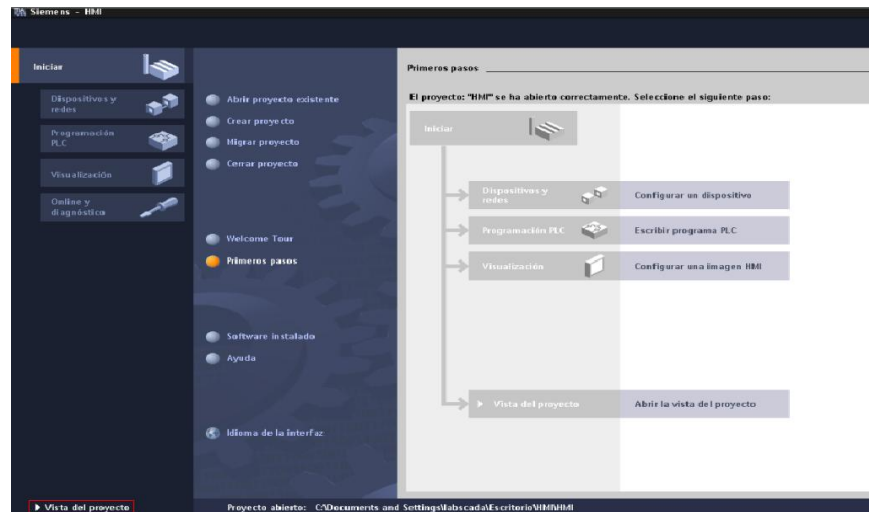 Siemens - HMI
Iniciar
Dispositivos y
redes
Programación
PLC
Visualización
Online y
diagnóstico
Abrir proyecto existente
Crear proyecto
Migrar proyecto
Cerrar proyecto
Welcome Tour
Primeros pasos
Software instalado
Ayuda
Idioma de la interfaz
Primeros pasos
El proyecto: "HMI" se ha abierto correctamente. Seleccione el siguiente paso:
Iniciar
Dispositivos y
redes
Configurar un dispositivo
Programación PLC
Escribir programa PLC
Visualización
Configurar una imagen HMI
Vista del proyecto
Abrir la vista del proyecto
Vista del proyecto
Proyecto abierto: C:\Documents and Settings\labscada\Escritorio\HMI\HMI